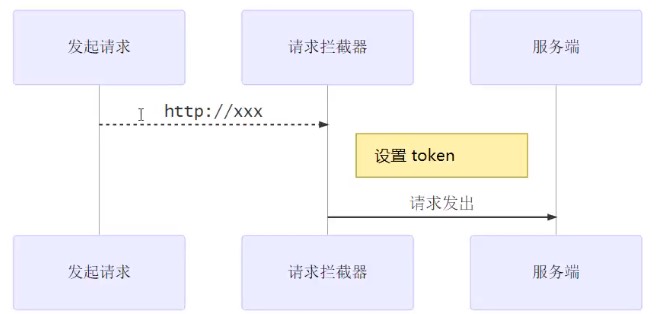 发起请求
请求拦截器
服务端
http://xxx
设置 token
请求发出
发起请求
请求拦截器
服务端